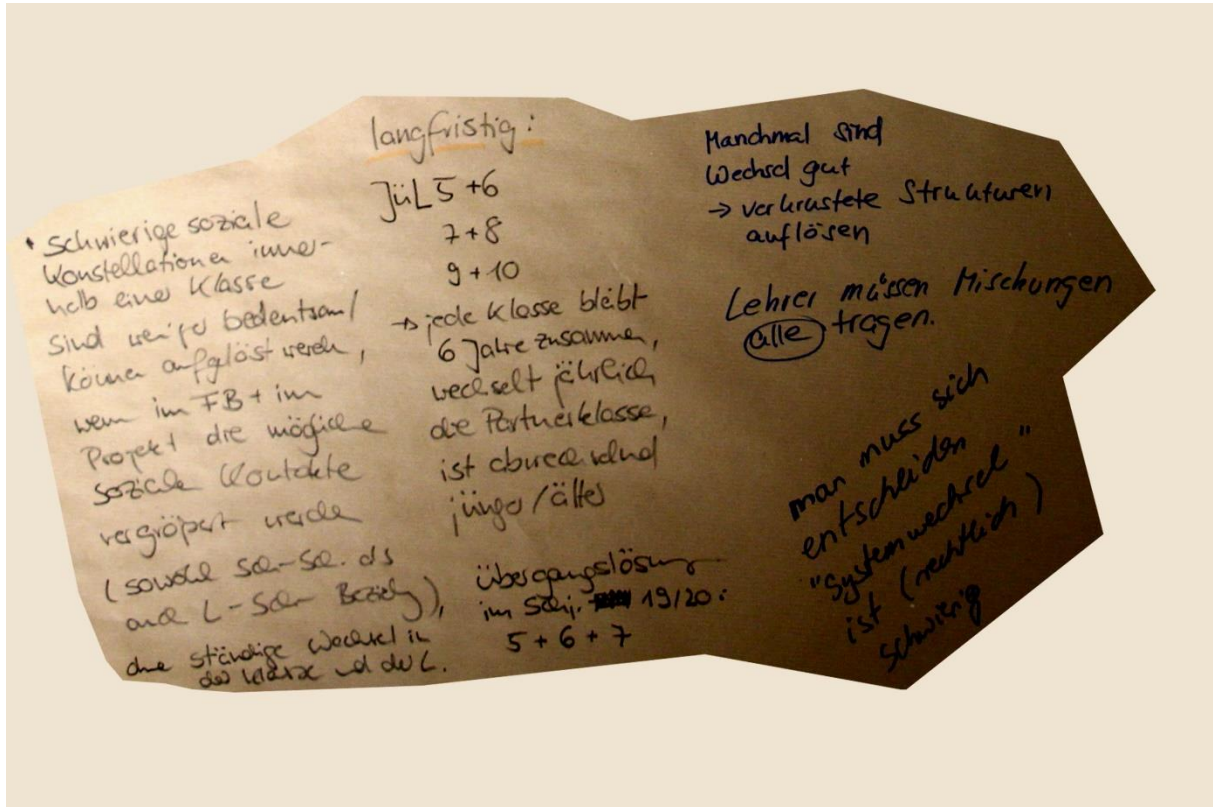 langfristig:
JüL 5 + 6
7 + 8
9 + 10
→ jede Klasse bleibt
6 Jahre zusammen,
wechselt jährlich
die Partnerklasse,
ist abwechselnd
jünger/älter
übergangslösung
im Schj. 19/20:
5 + 6 + 7
• Schwierige soziale
Konstellationen inner-
halb einer Klasse
sind weniger bedeutsam/
können aufgelöst werden,
wenn im FB + im
Projekt die mögliche
soziale Kontakte
vergrößert werden
(sowohl Sch-Sch. als
auch L-Sch Bezieh),
ohne ständige Wechsel in
der Klasse und der L.
Manchmal sind
Wechsel gut
→ verkrustete Strukturen
auflösen
Lehrer müssen Mischungen
alle tragen.
man muss sich
entscheiden
"Systemwechsel"
ist (rechtlich)
schwierig